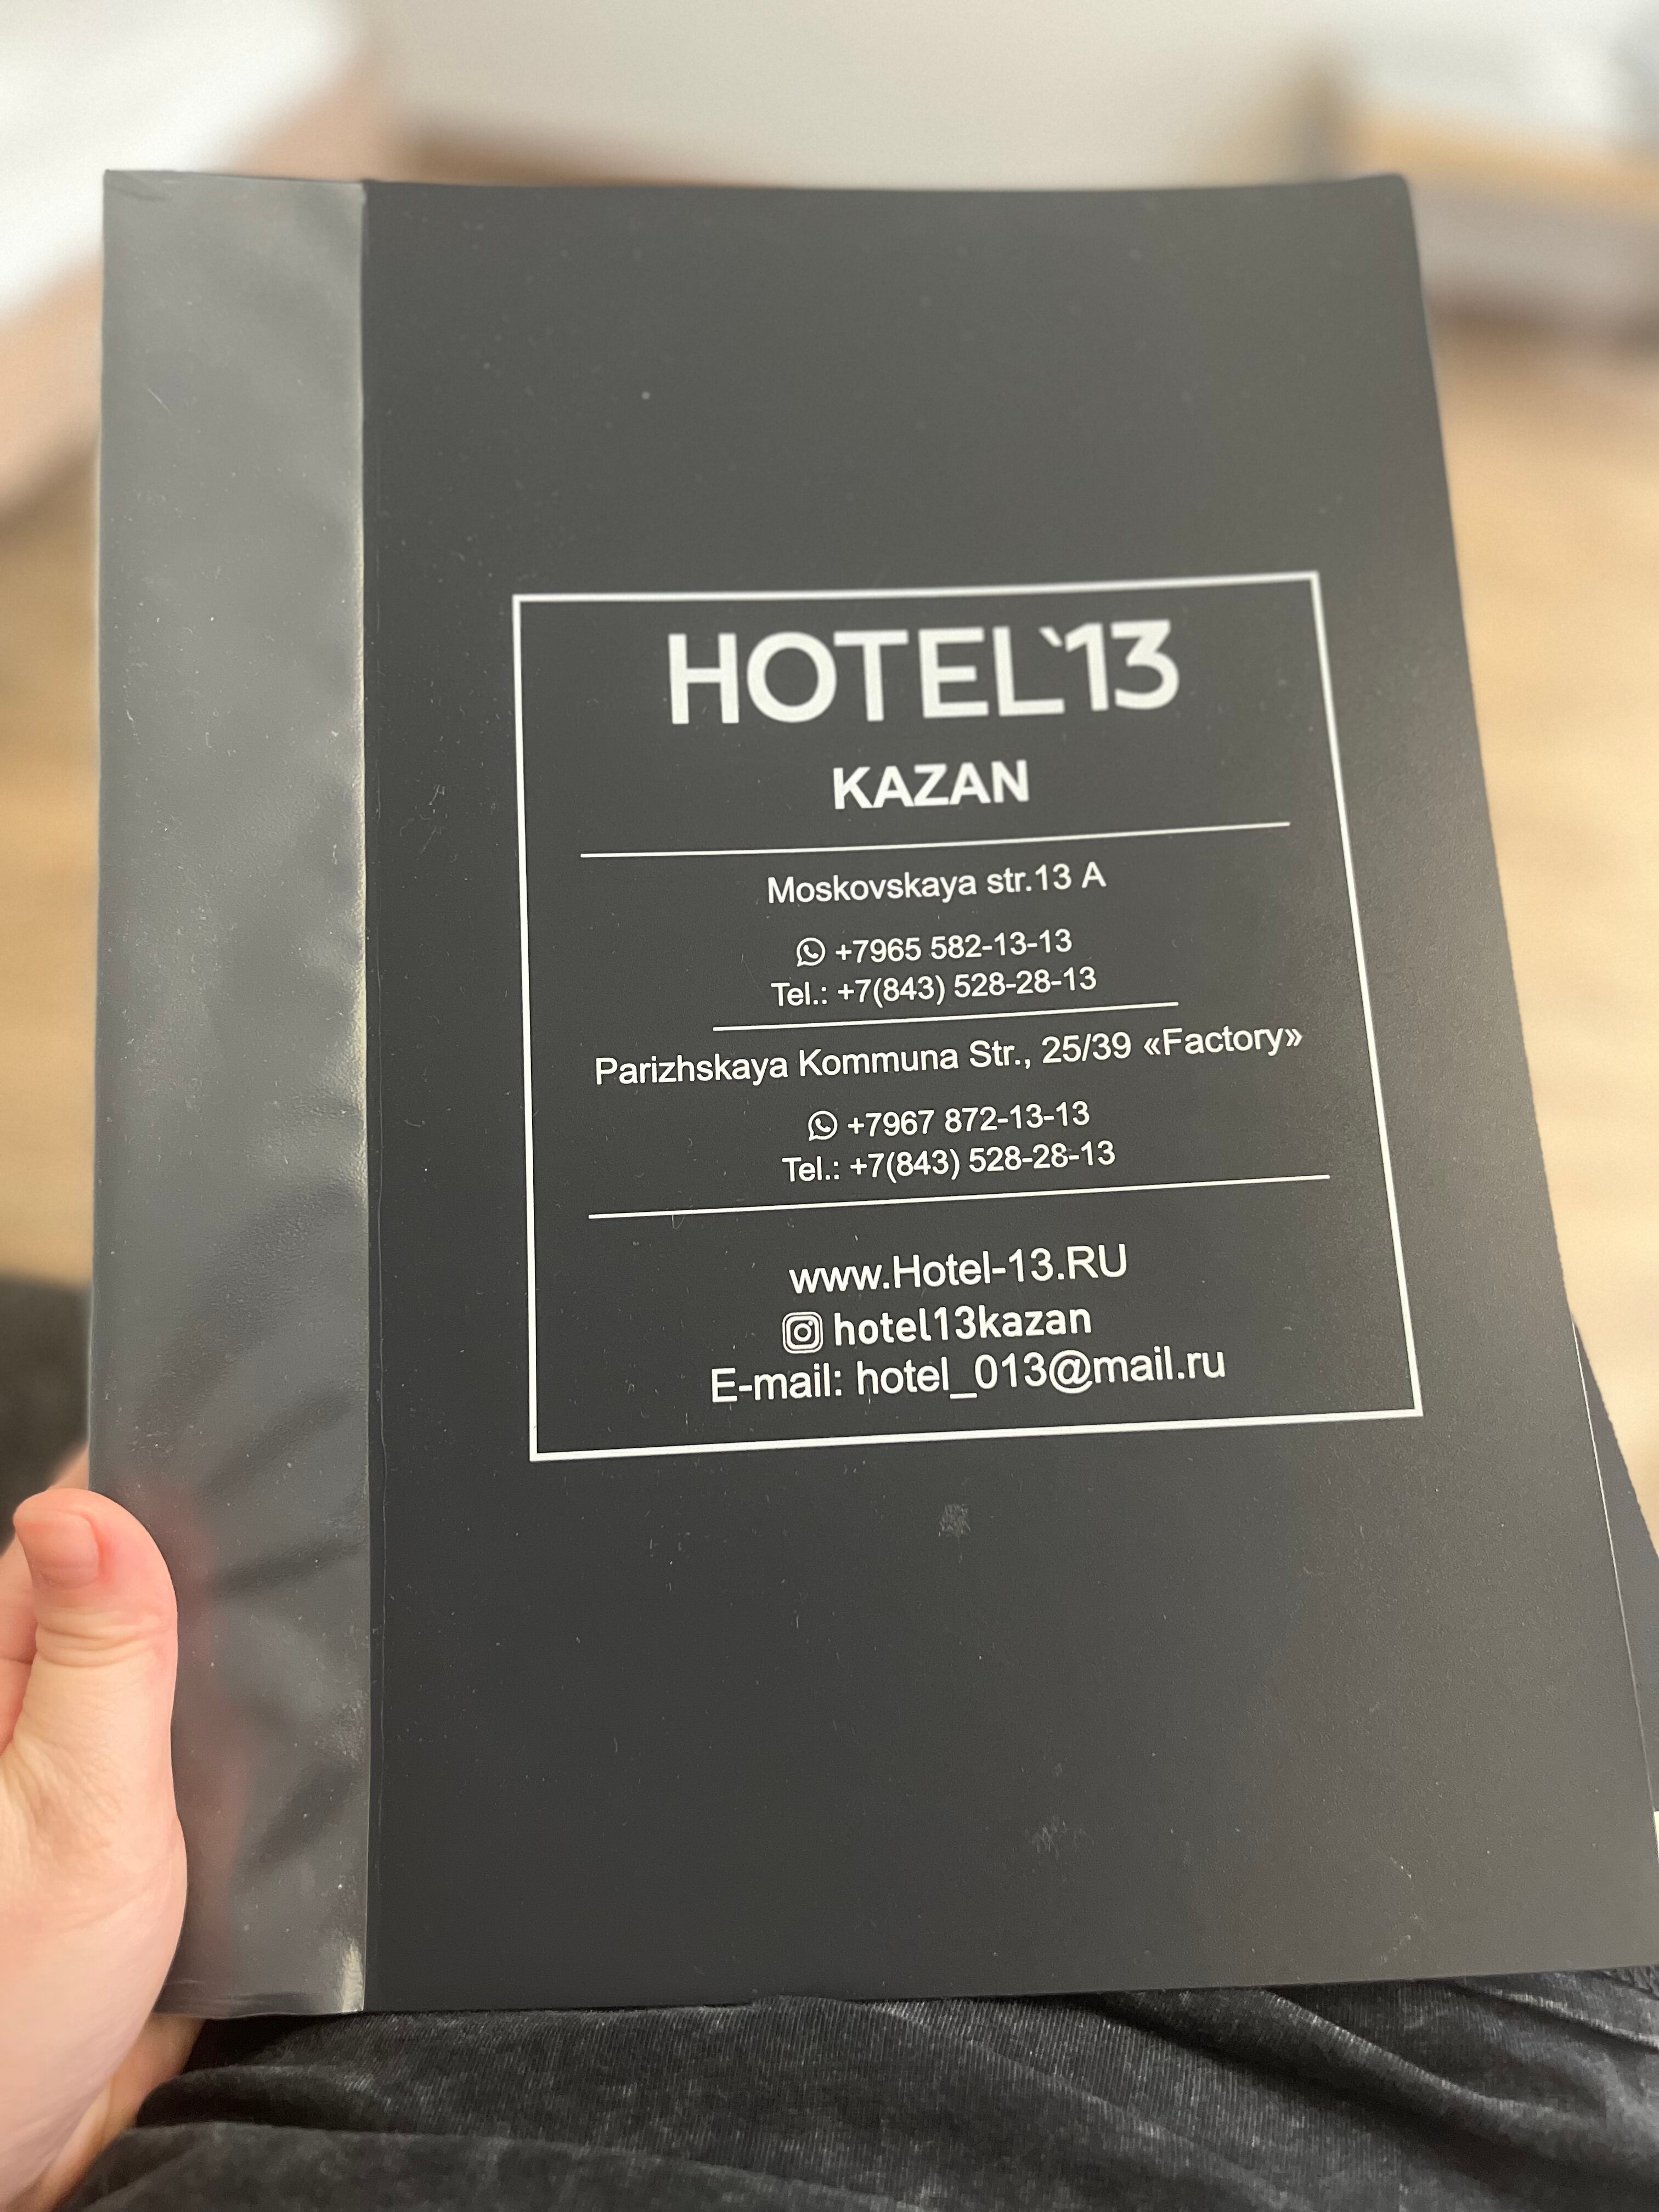 HOTEL`13
KAZAN
Moskovskaya str.13 A
+7965 582-13-13
Tel.: +7(843) 528-28-13
Parizhskaya Kommuna Str., 25/39 «Factory»
+7967 872-13-13
Tel.: +7(843) 528-28-13
www.Hotel-13.RU
hotel13kazan
E-mail: hotel_013@mail.ru